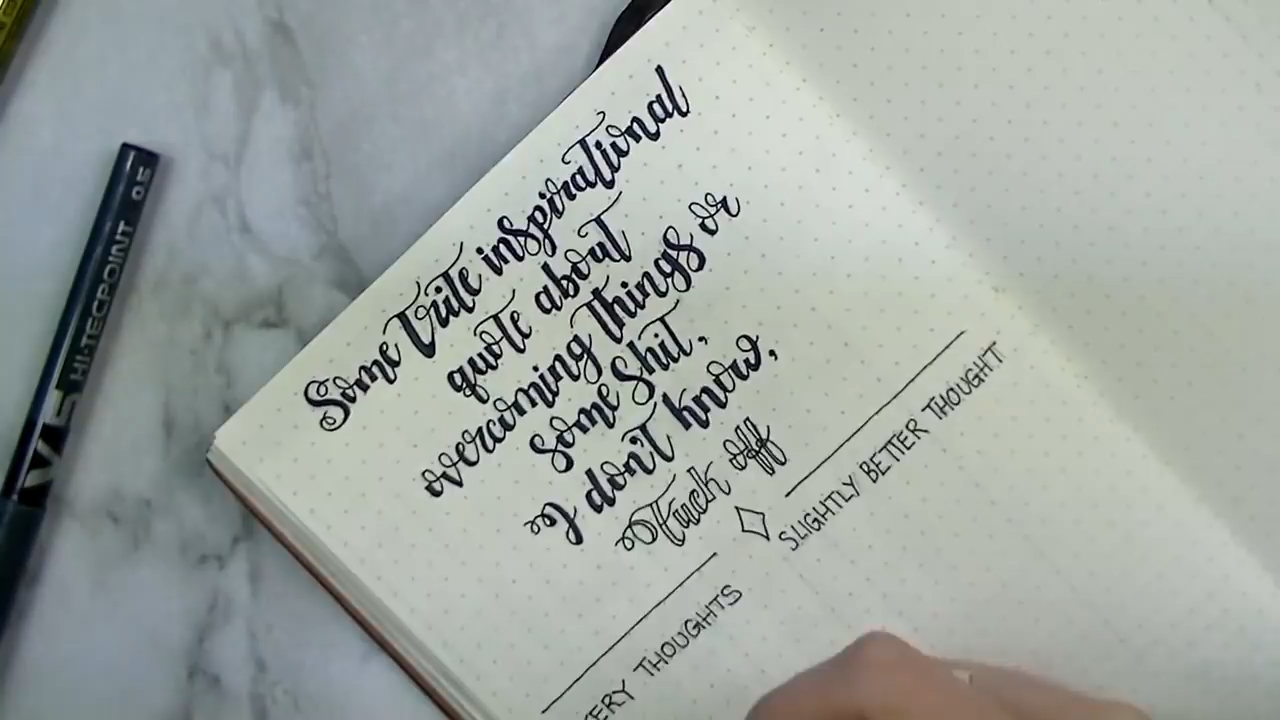 Some trite inspirational
quote about
overcoming things or
some shit,
I don't know,
Fuck off
SLIGHTLY BETTER THOUGHT
THOUGHTS
V5 HI-TECPOINT 0.5